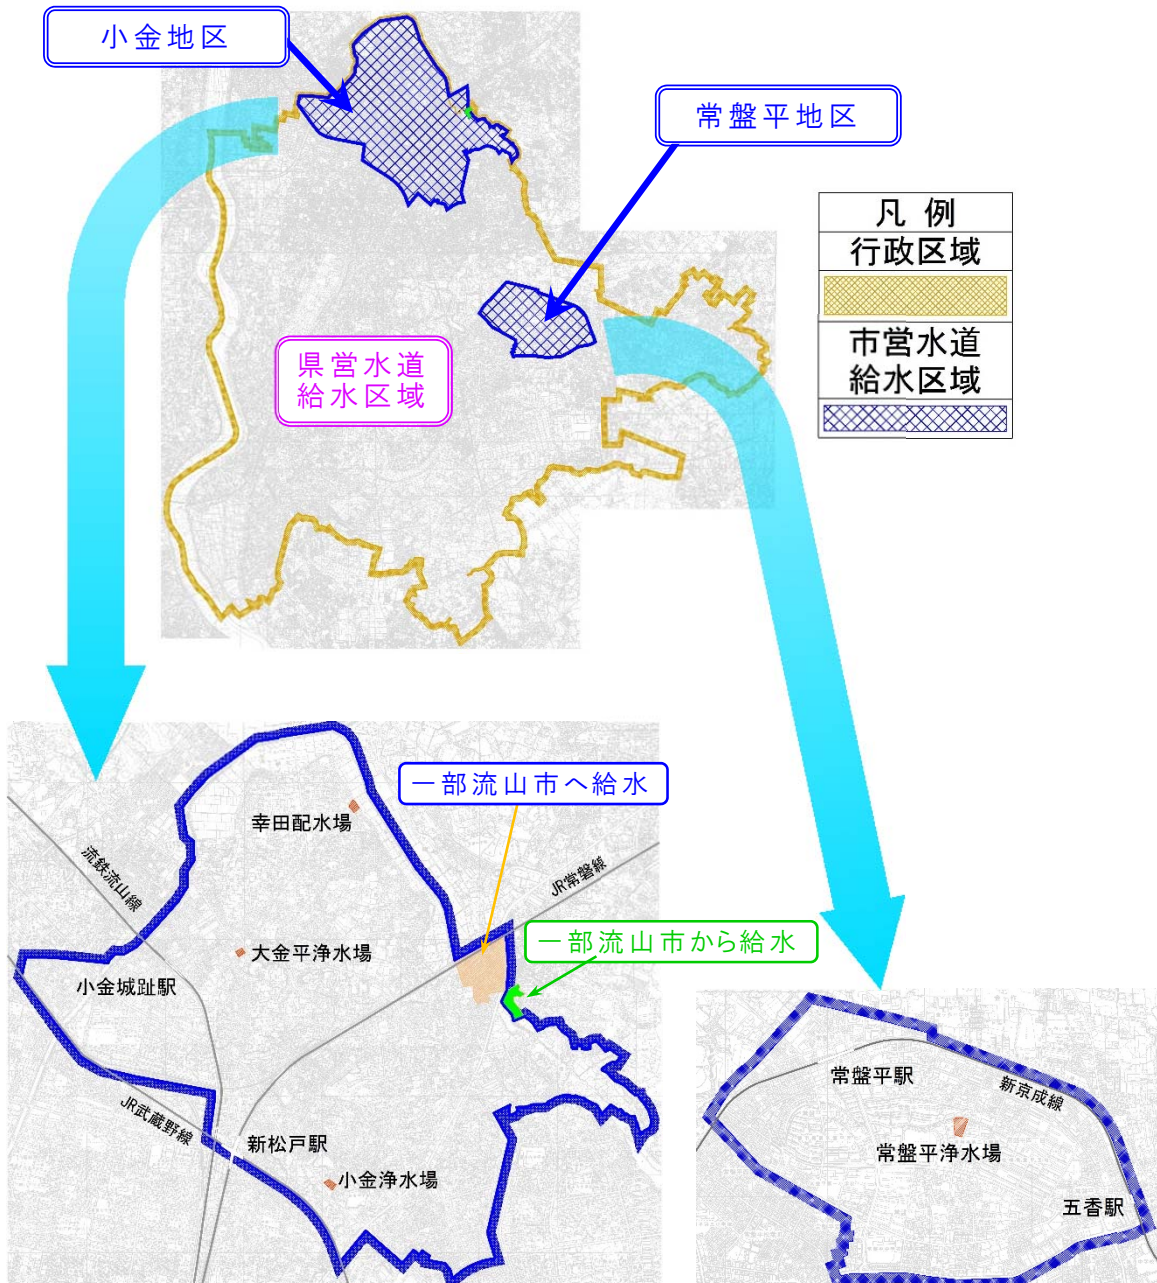 小金地区
常盤平地区
凡 例
行政区域
市営水道
給水区域
県営水道
給水区域
一部流山市へ給水
幸田配水場
流鉄流山線
JR常磐線
一部流山市から給水
大金平浄水場
小金城趾駅
JR武蔵野線
新松戸駅
小金浄水場
常盤平駅
新京成線
常盤平浄水場
五香駅